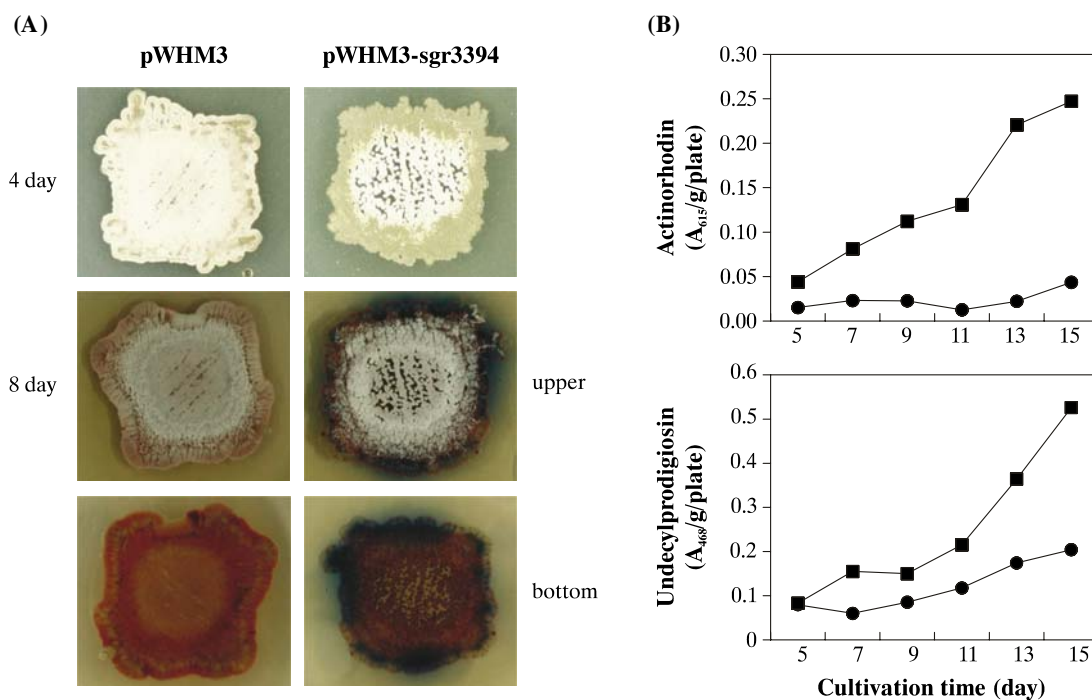 (A)
pWHM3
pWHM3-sgr3394
4 day
8 day
upper
bottom
(B)
Actinorhodin
(A₆₁₅/g/plate)
0.30
0.25
0.20
0.15
0.10
0.05
0.00
5 7 9 11 13 15
Undecylprodigiosin
(A₄₆₈/g/plate)
0.6
0.5
0.4
0.3
0.2
0.1
0
5 7 9 11 13 15
Cultivation time (day)